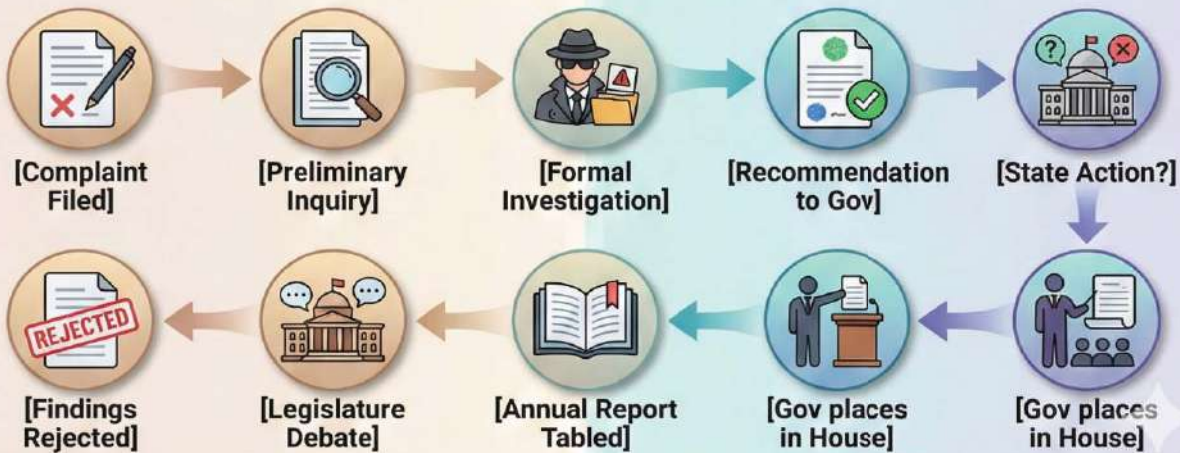 [Complaint
Filed]
[Preliminary
Inquiry]
[Formal
Investigation]
[Recommendation
to Gov]
[State Action?]
REJECTED
[Findings
Rejected]
[Legislature
Debate]
[Annual Report
Tabled]
[Gov places
in House]
[Gov places
in House]